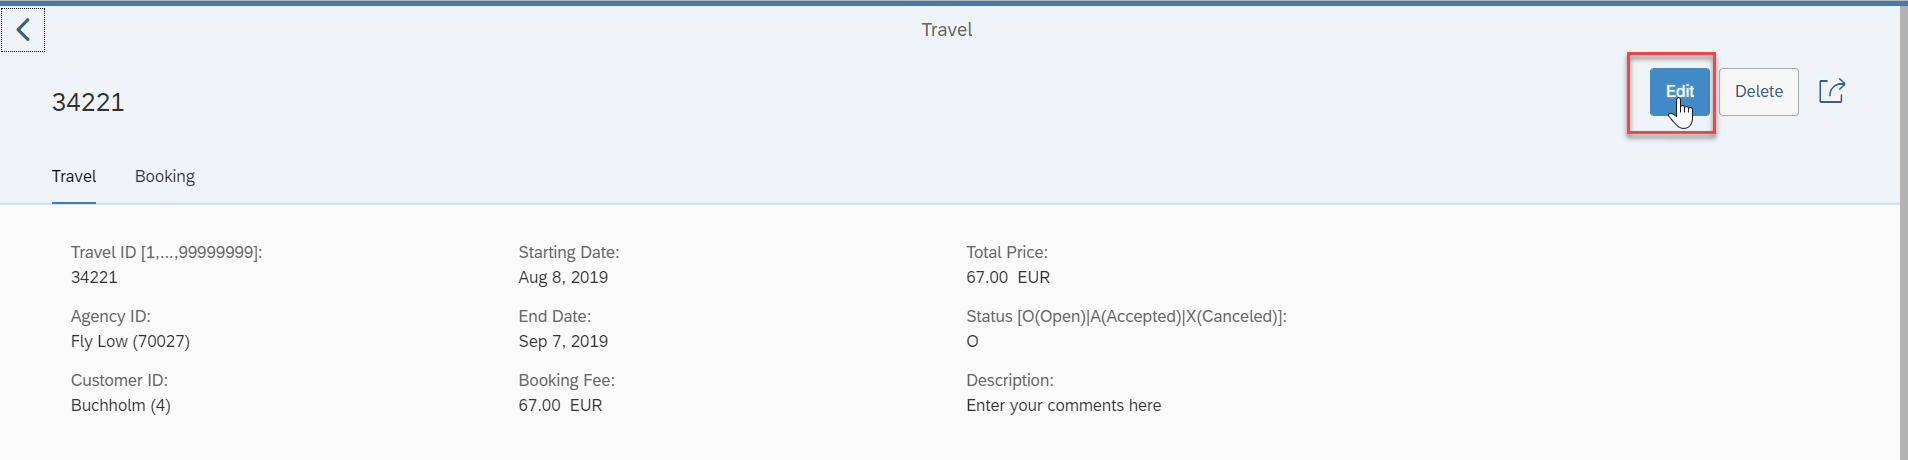 Travel
34221
Edit Delete
Travel Booking
Travel ID [1,...,99999999]: Starting Date: Total Price:
34221 Aug 8, 2019 67.00 EUR
Agency ID: End Date: Status [O(Open)|A(Accepted)|X(Canceled)]:
Fly Low (70027) Sep 7, 2019 O
Customer ID: Booking Fee: Description:
Buchholm (4) 67.00 EUR Enter your comments here